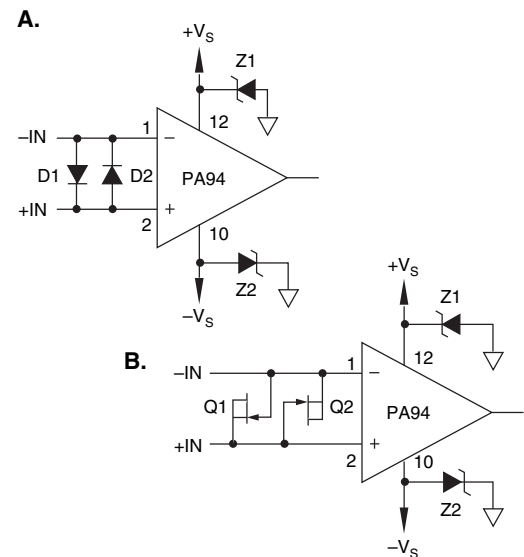 A.
+VS
Z1
12
–IN
1
–
D1
D2
PA94
+IN
2
+
10
Z2
–VS
B.
+VS
Z1
12
–IN
1
–
Q1
Q2
PA94
+IN
2
+
10
Z2
–VS